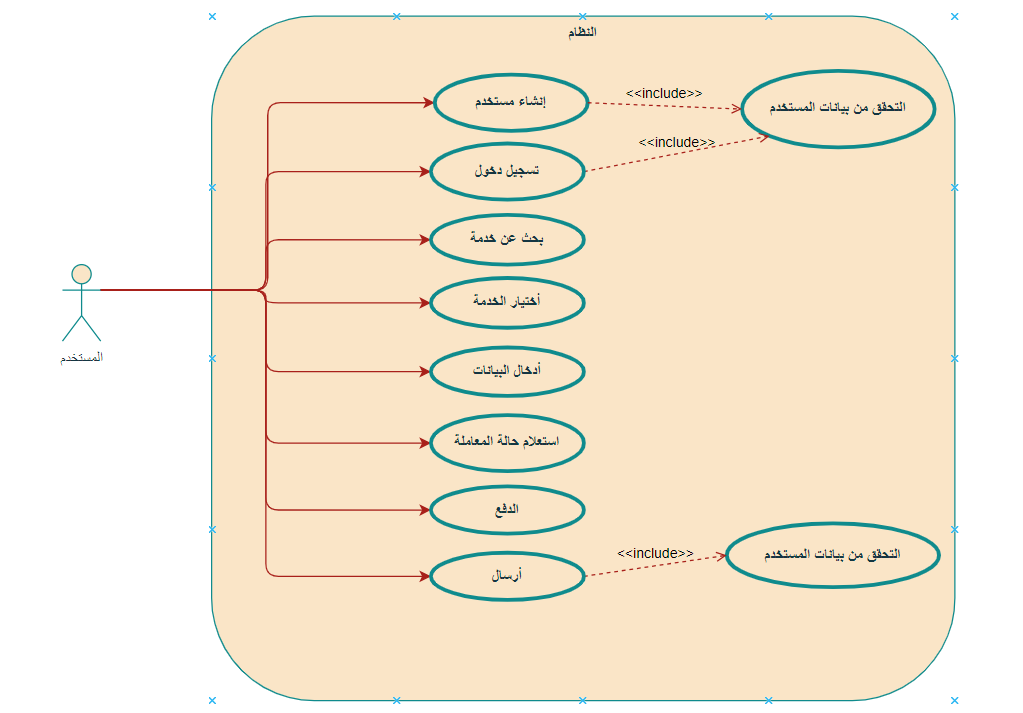 النظام
إنشاء مستخدم
<<include>>
التحقق من بيانات المستخدم
تسجيل دخول
<<include>>
بحث عن خدمة
أختيار الخدمة
المستخدم
أدخال البيانات
استعلام حالة المعاملة
الدفع
أرسال
<<include>>
التحقق من بيانات المستخدم